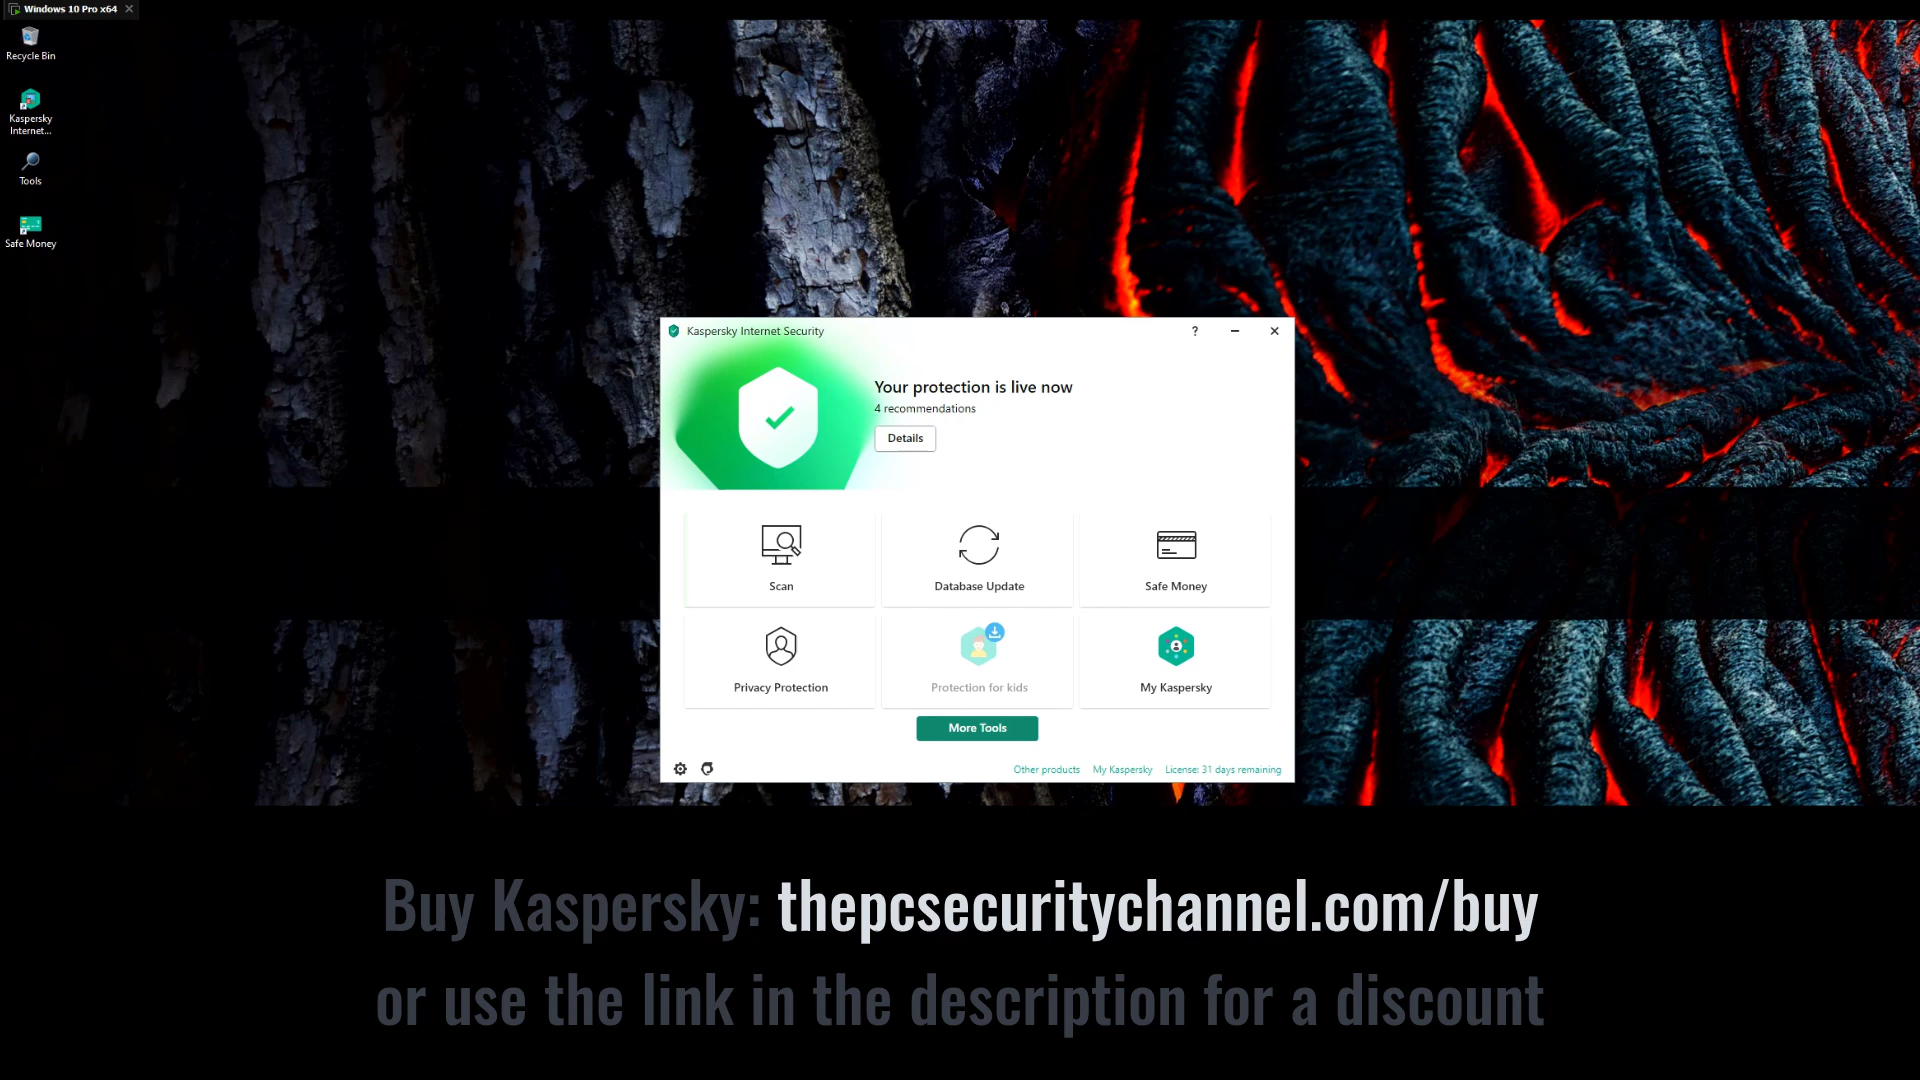 Windows 10 Pro x64
Recycle Bin
Kaspersky
Internet...
Tools
Safe Money
Kaspersky Internet Security
?
Your protection is live now
4 recommendations
Details
Scan
Database Update
Safe Money
Privacy Protection
Protection for kids
My Kaspersky
More Tools
Other products My Kaspersky License: 31 days remaining
Buy Kaspersky: thepcsecuritychannel.com/buy
or use the link in the description for a discount